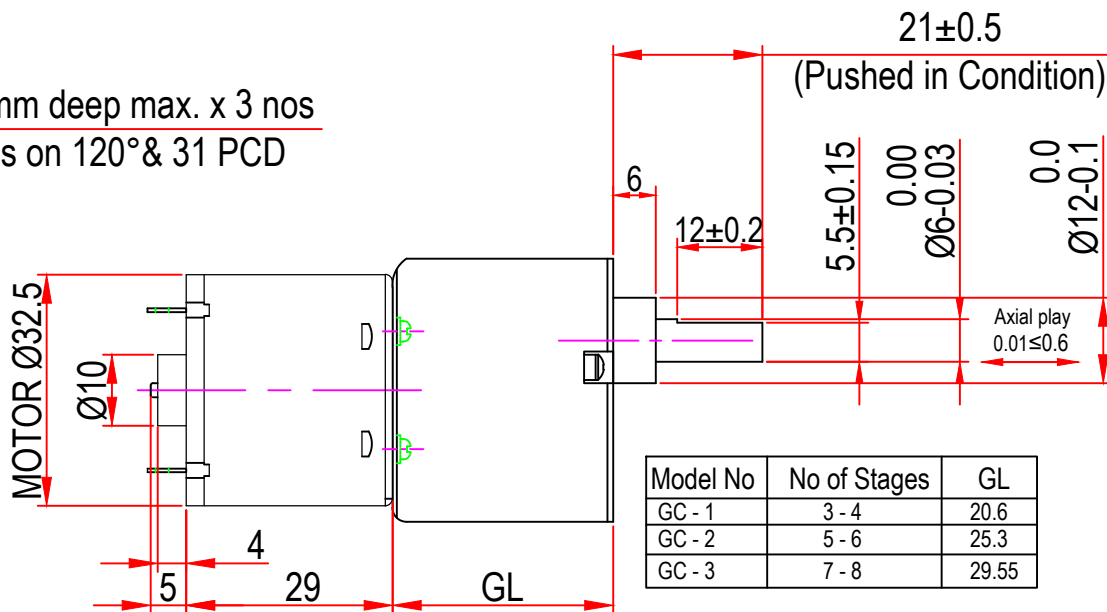 21±0.5
(Pushed in Condition)
mm deep max. x 3 nos
s on 120°& 31 PCD
6
12±0.2
5.5±0.15
0.00
Ø6-0.03
0.0
Ø12-0.1
Axial play
0.01≤0.6
MOTOR Ø32.5
Ø10
4
5
29
GL
Model No No of Stages GL
GC - 1 3 - 4 20.6
GC - 2 5 - 6 25.3
GC - 3 7 - 8 29.55